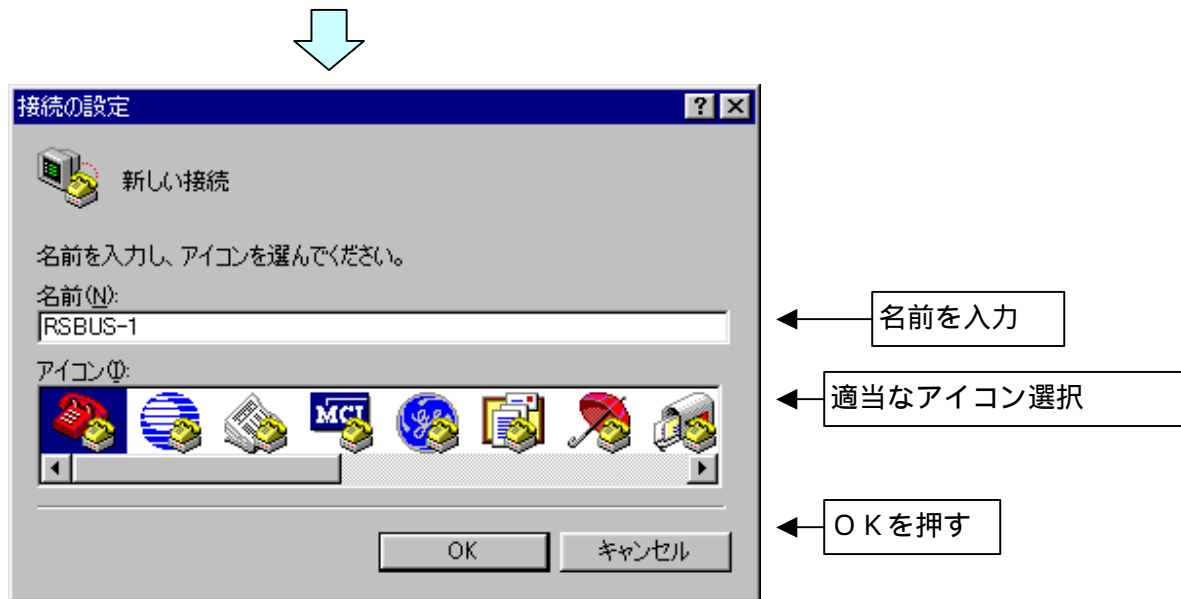 接続の設定
新しい接続
名前を入力し、アイコンを選んでください。
名前(N):
RSBUS-1
名前を入力
アイコン(I):
MCI
適当なアイコン選択
OK
キャンセル
ＯＫを押す